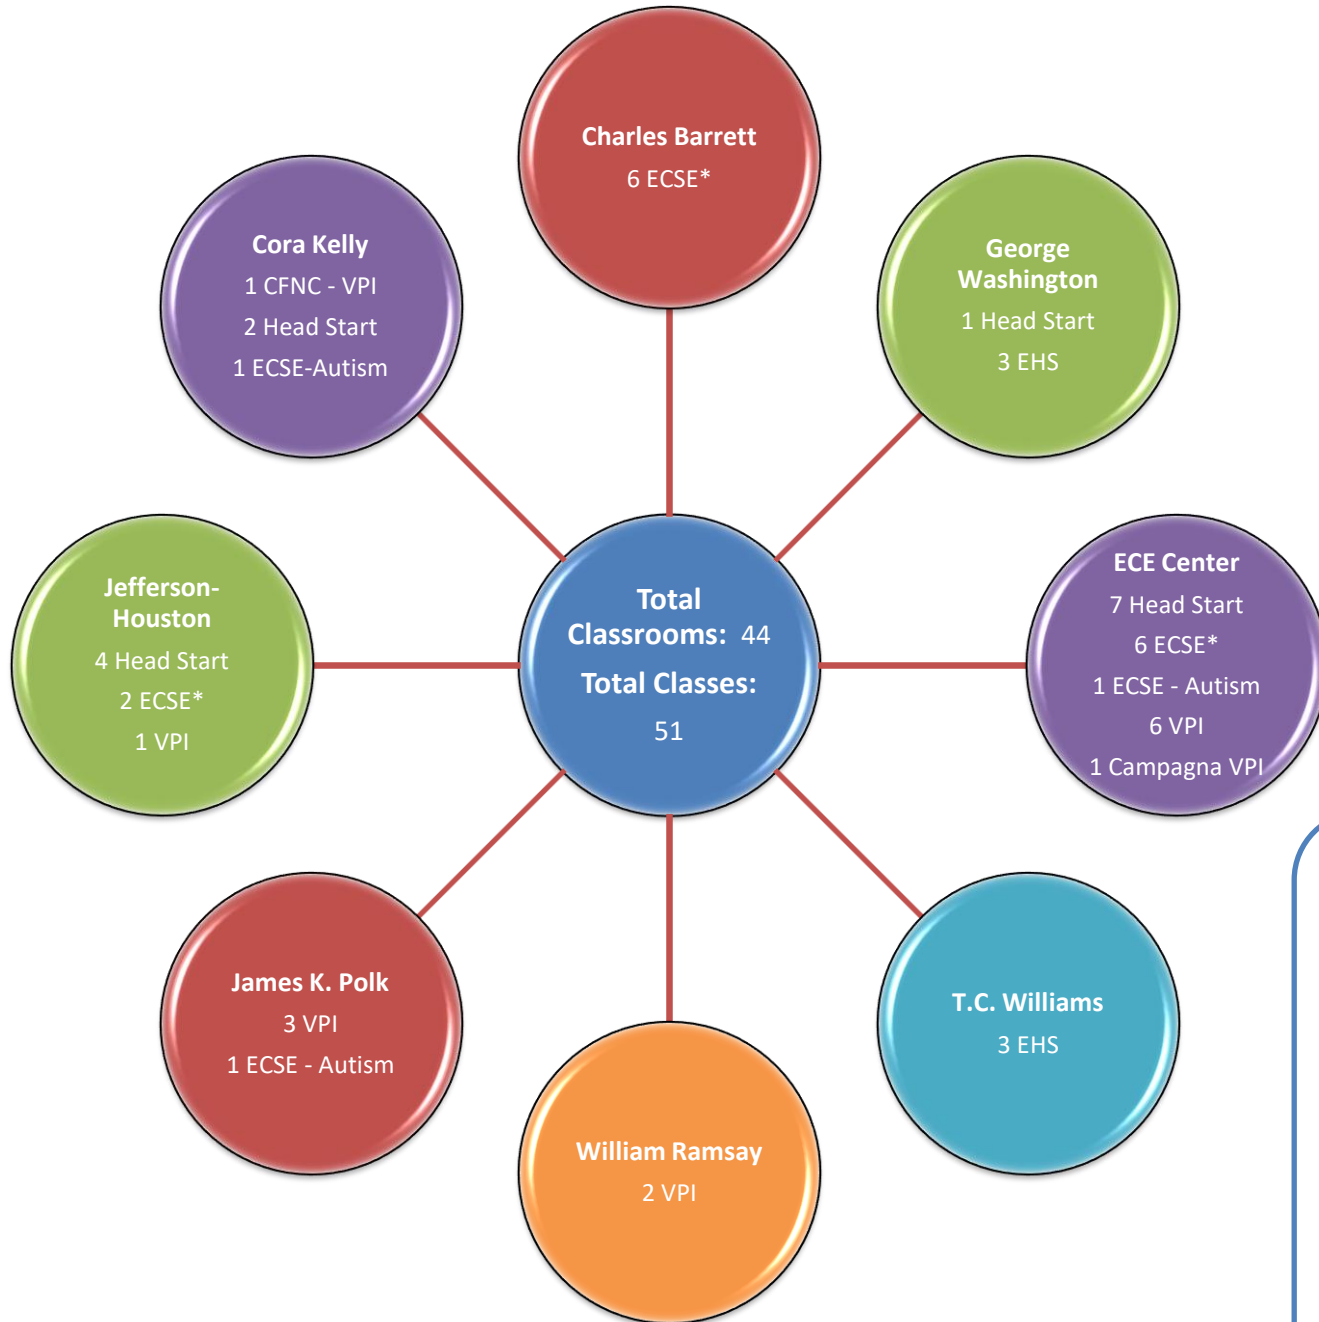 Charles Barrett
6 ECSE*
Cora Kelly
1 CFNC - VPI
2 Head Start
1 ECSE-Autism
George
Washington
1 Head Start
3 EHS
Jefferson-
Houston
4 Head Start
2 ECSE*
1 VPI
Total
Classrooms: 44
Total Classes:
51
ECE Center
7 Head Start
6 ECSE*
1 ECSE - Autism
6 VPI
1 Campagna VPI
James K. Polk
3 VPI
1 ECSE - Autism
T.C. Williams
3 EHS
William Ramsay
2 VPI